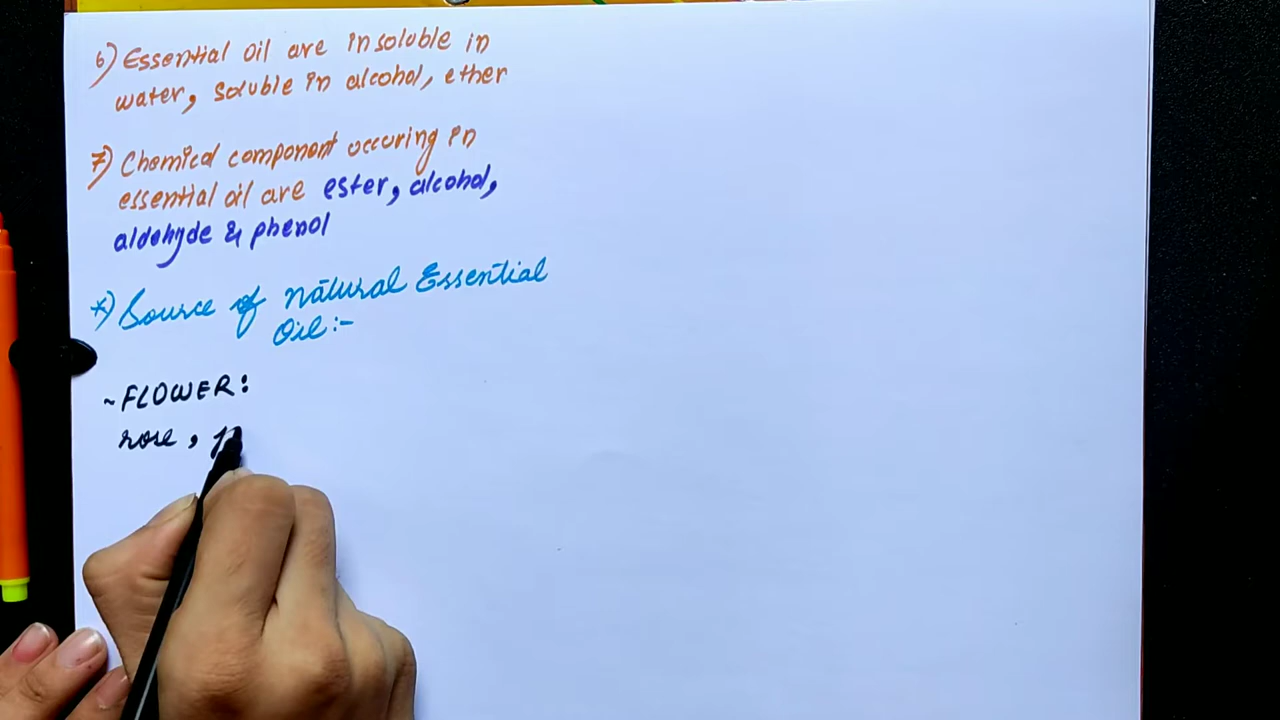 6) Essential oil are insoluble in
water, soluble in alcohol, ether
7) Chemical component occuring in
essential oil are ester, alcohol,
aldehyde & phenol
*) Source of natural Essential
Oil:-
~FLOWER:
rose,